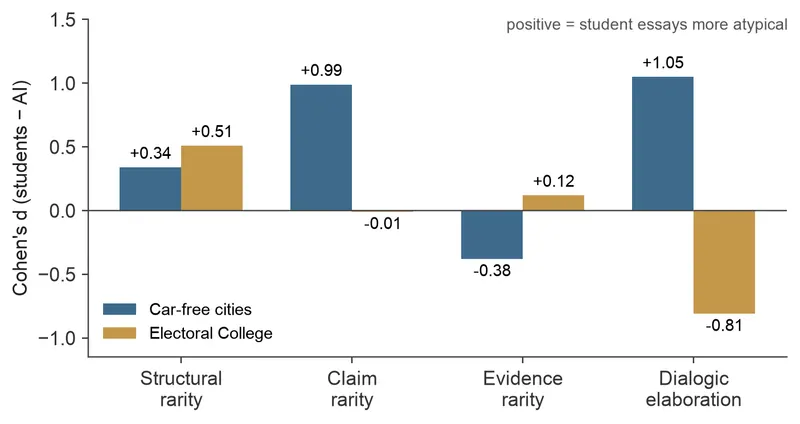 positive = student essays more atypical
Cohen's d (students − AI)
1.5
1.0
0.5
0.0
−0.5
−1.0
+0.34
+0.51
+0.99
-0.01
-0.38
+0.12
+1.05
-0.81
Car-free cities
Electoral College
Structural
rarity
Claim
rarity
Evidence
rarity
Dialogic
elaboration